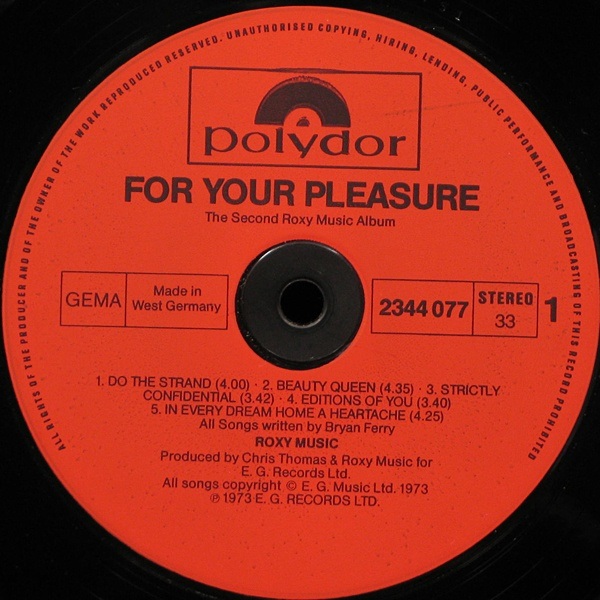 ALL RIGHTS OF THE PRODUCER AND OF THE OWNER OF THE WORK REPRODUCED RESERVED. UNAUTHORISED COPYING, HIRING, LENDING, PUBLIC PERFORMANCE AND BROADCASTING OF THIS RECORD PROHIBITED
polydor
FOR YOUR PLEASURE
The Second Roxy Music Album
GEMA
Made in
West Germany
2344 077
STEREO
33
1
1. DO THE STRAND (4.00) · 2. BEAUTY QUEEN (4.35) · 3. STRICTLY
CONFIDENTIAL (3.42) · 4. EDITIONS OF YOU (3.40)
5. IN EVERY DREAM HOME A HEARTACHE (4.25)
All Songs written by Bryan Ferry
ROXY MUSIC
Produced by Chris Thomas & Roxy Music for
E. G. Records Ltd.
All songs copyright © E. G. Music Ltd. 1973
℗ 1973 E. G. RECORDS LTD.